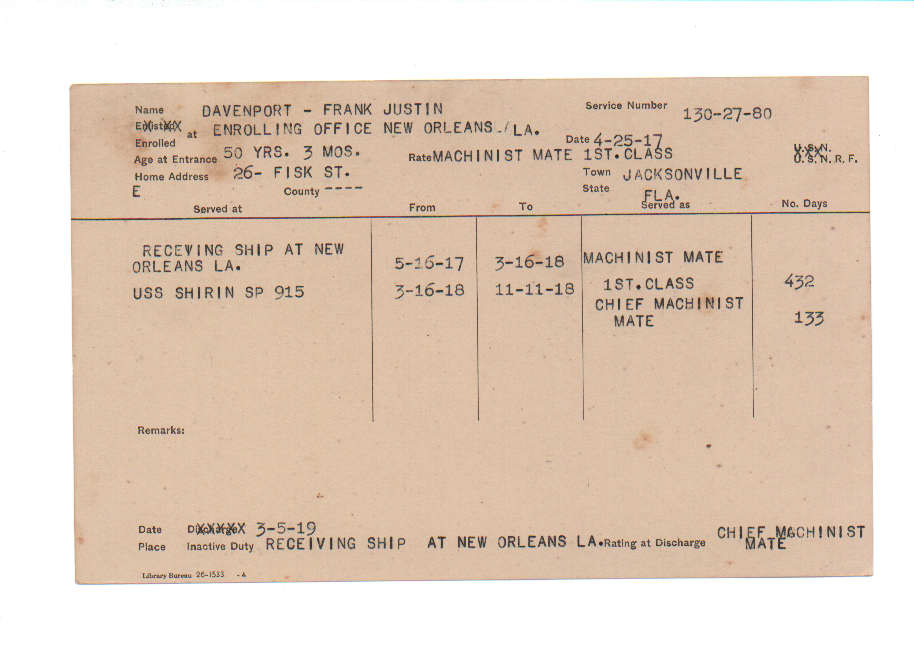 Name DAVENPORT - FRANK JUSTIN Service Number 130-27-80
Enlisted at ENROLLING OFFICE NEW ORLEANS./LA.
Enrolled Date 4-25-17 U.S.N.
Age at Entrance 50 YRS. 3 MOS. Rate MACHINIST MATE 1ST.CLASS U.S.N.R.F.
Home Address 26- FISK ST. Town JACKSONVILLE
E County ---- State FLA.
Served at From To Served as No. Days
RECEVING SHIP AT NEW
ORLEANS LA. 5-16-17 3-16-18 MACHINIST MATE
USS SHIRIN SP 915 3-16-18 11-11-18 1ST.CLASS 432
CHIEF MACHINIST
MATE 133
Remarks:
Date Discharge 3-5-19
Place Inactive Duty RECEIVING SHIP AT NEW ORLEANS LA. Rating at Discharge CHIEF MACHINIST
MATE
Library Bureau 26-1533 -A